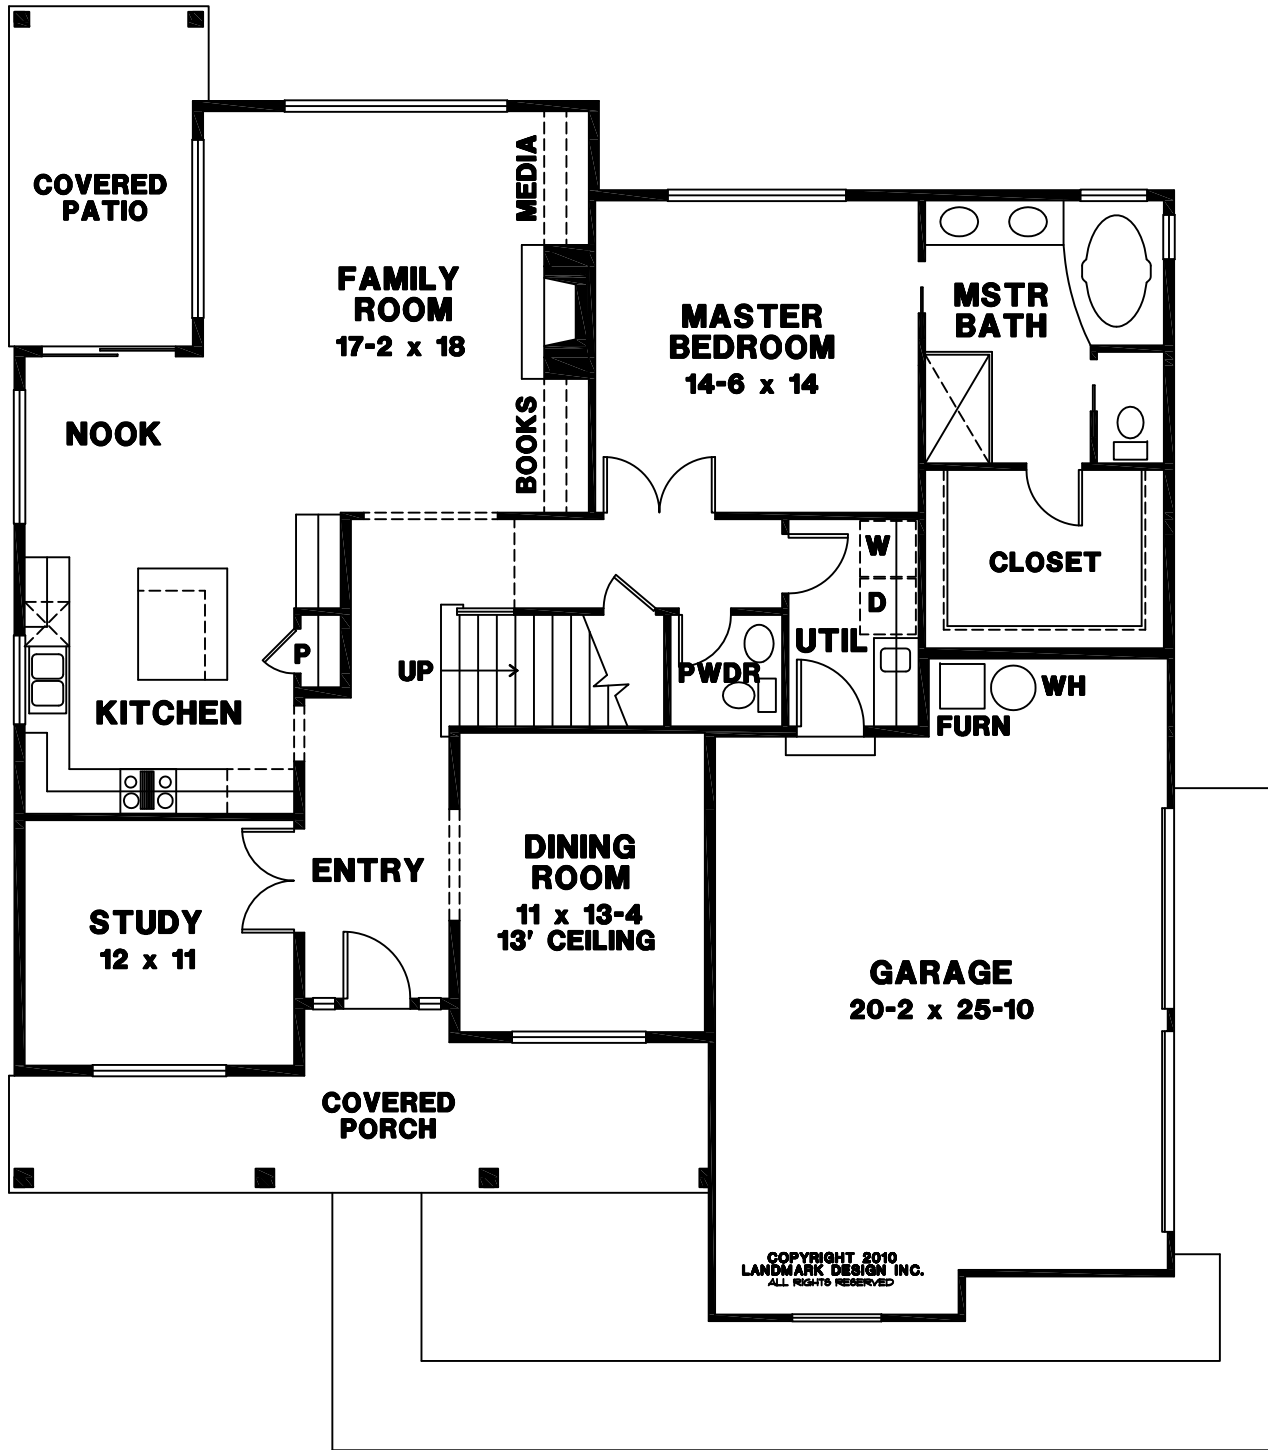 COVERED
PATIO
MEDIA
FAMILY
ROOM
17-2 x 18
BOOKS
NOOK
MASTER
BEDROOM
14-6 x 14
MSTR
BATH
CLOSET
W
D
UTIL
P
UP
PWDR
KITCHEN
FURN
WH
ENTRY
DINING
ROOM
11 x 13-4
13' CEILING
STUDY
12 x 11
GARAGE
20-2 x 25-10
COVERED
PORCH
COPYRIGHT 2010
LANDMARK DESIGN INC.
ALL RIGHTS RESERVED